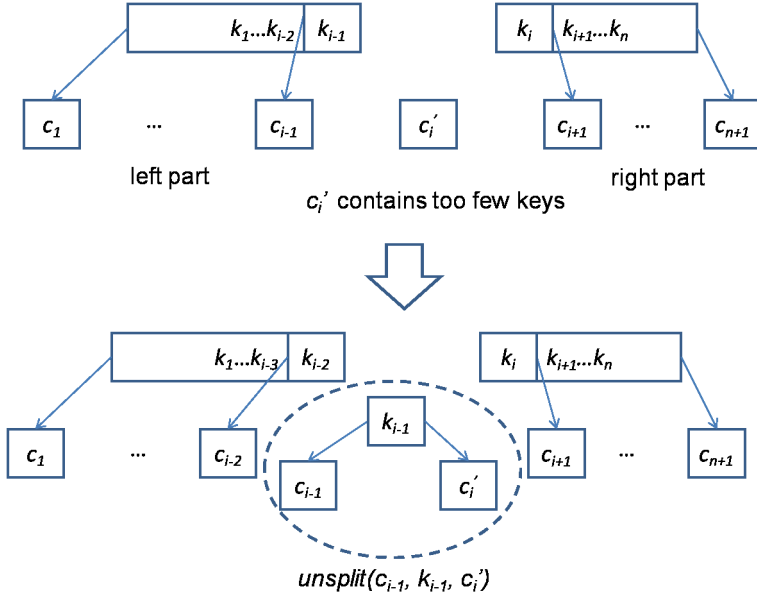 k1...ki-2 ki-1 ki ki+1...kn
c1 ... ci-1 ci′ ci+1 ... cn+1
left part right part
ci’ contains too few keys
k1...ki-3 ki-2 ki ki+1...kn
ki-1
c1 ... ci-2 ci+1 ... cn+1
ci-1 ci′
unsplit(ci-1, ki-1, ci’)